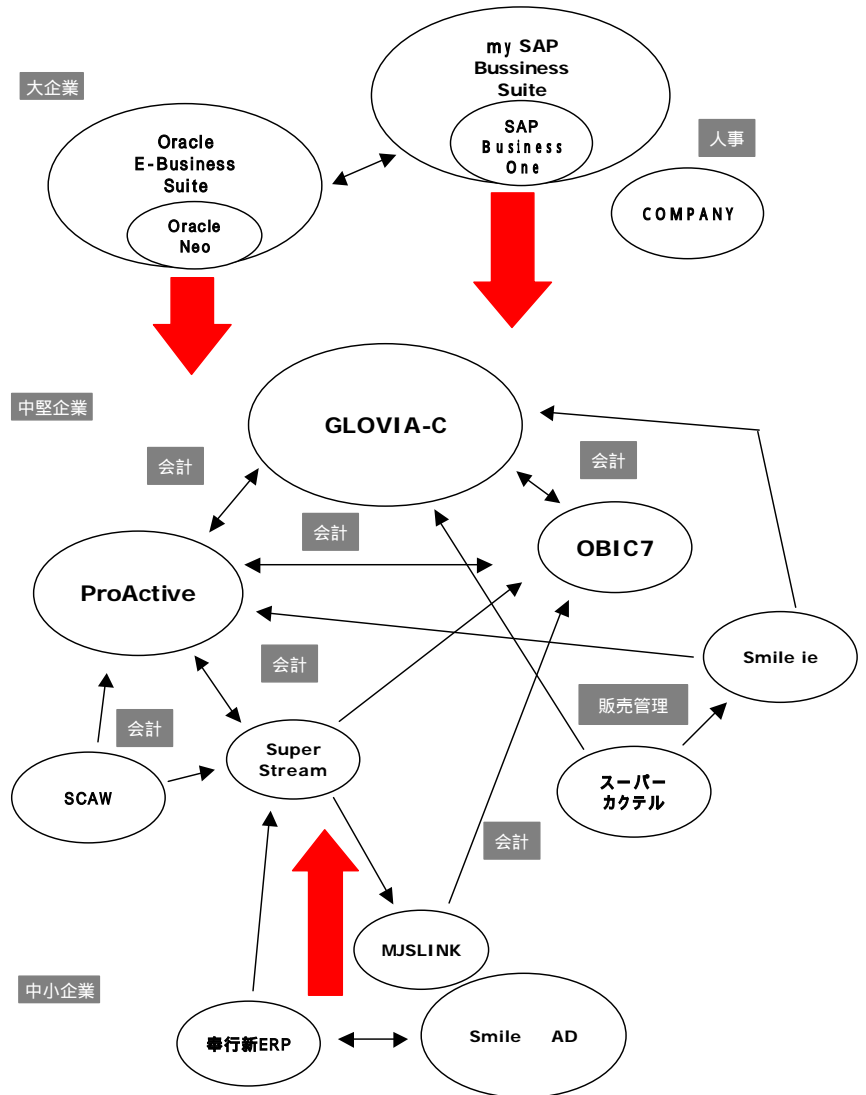 my SAP
Bussiness
Suite
SAP
Business
One
大企業
人事
Oracle
E-Business
Suite
COMPANY
Oracle
Neo
中堅企業
GLOVIA-C
会計
会計
会計
OBIC7
ProActive
会計
Smile ie
販売管理
会計
Super
Stream
スーパー
カクテル
SCAW
会計
MJSLINK
中小企業
奉行新ERP
Smile AD